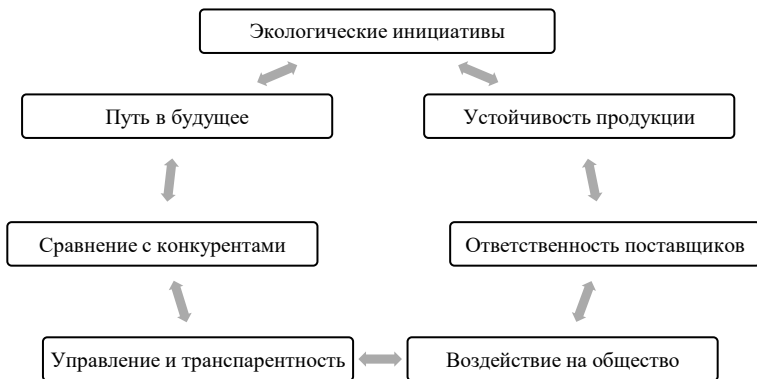 Экологические инициативы
Путь в будущее
Устойчивость продукции
Сравнение с конкурентами
Ответственность поставщиков
Управление и транспарентность
Воздействие на общество